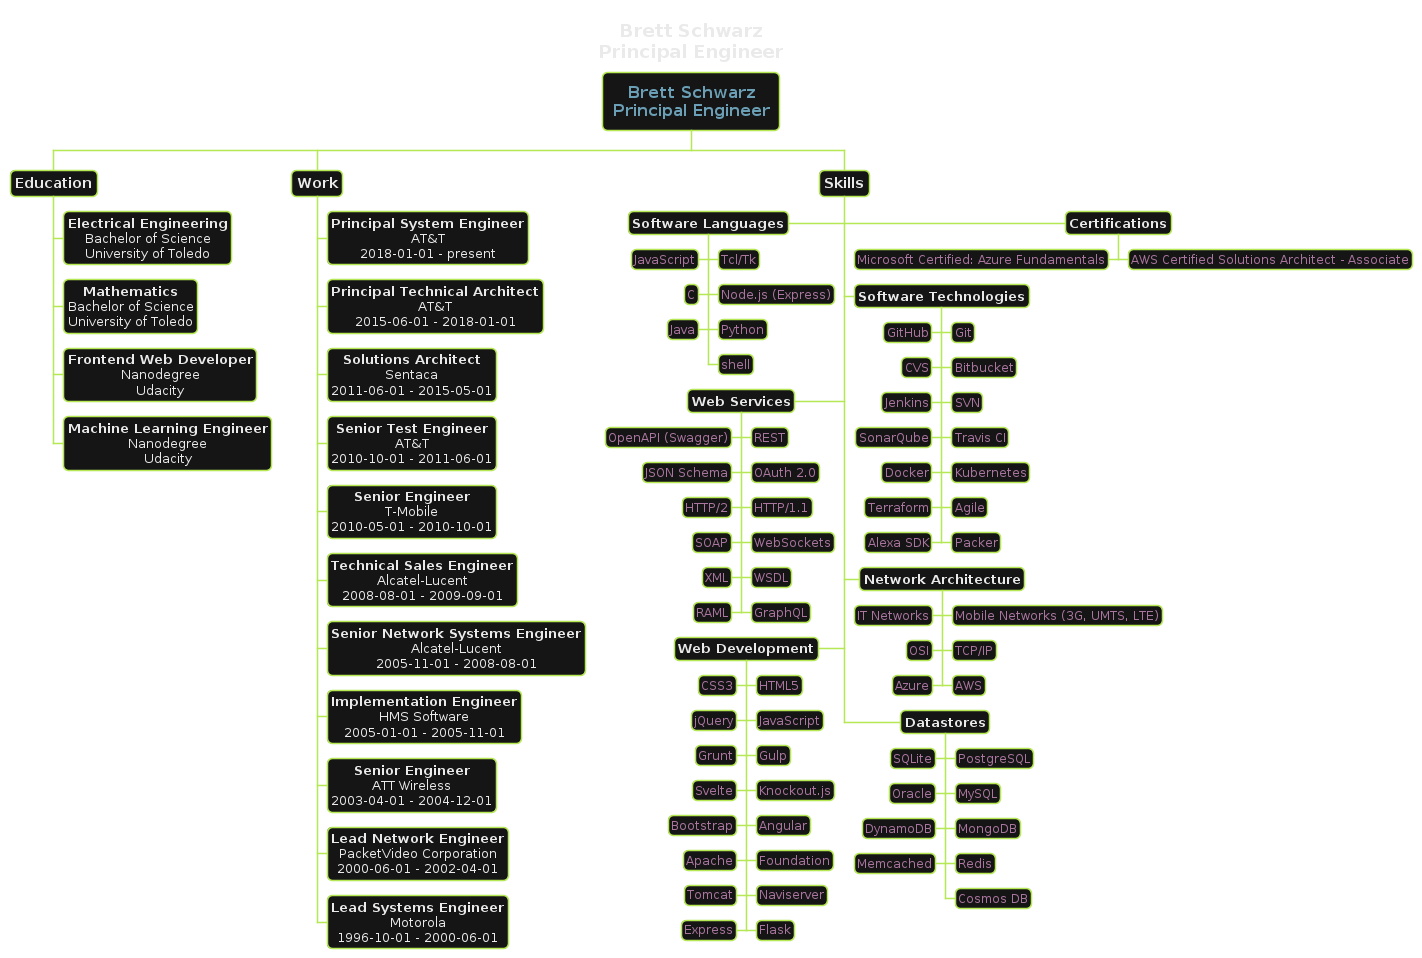 Brett Schwarz
Principal Engineer
Brett Schwarz
Principal Engineer
Education
Electrical Engineering
Bachelor of Science
University of Toledo
Mathematics
Bachelor of Science
University of Toledo
Frontend Web Developer
Nanodegree
Udacity
Machine Learning Engineer
Nanodegree
Udacity
Work
Principal System Engineer
AT&T
2018-01-01 - present
Principal Technical Architect
AT&T
2015-06-01 - 2018-01-01
Solutions Architect
Sentaca
2011-06-01 - 2015-05-01
Senior Test Engineer
AT&T
2010-10-01 - 2011-06-01
Senior Engineer
T-Mobile
2010-05-01 - 2010-10-01
Technical Sales Engineer
Alcatel-Lucent
2008-08-01 - 2009-09-01
Senior Network Systems Engineer
Alcatel-Lucent
2005-11-01 - 2008-08-01
Implementation Engineer
HMS Software
2005-01-01 - 2005-11-01
Senior Engineer
ATT Wireless
2003-04-01 - 2004-12-01
Lead Network Engineer
PacketVideo Corporation
2000-06-01 - 2002-04-01
Lead Systems Engineer
Motorola
1996-10-01 - 2000-06-01
Skills
Software Languages
JavaScript
Tcl/Tk
C
Node.js (Express)
Java
Python
shell
Web Services
OpenAPI (Swagger)
REST
JSON Schema
OAuth 2.0
HTTP/2
HTTP/1.1
SOAP
WebSockets
XML
WSDL
RAML
GraphQL
Web Development
CSS3
HTML5
jQuery
JavaScript
Grunt
Gulp
Svelte
Knockout.js
Bootstrap
Angular
Apache
Foundation
Tomcat
Naviserver
Express
Flask
Certifications
Microsoft Certified: Azure Fundamentals
AWS Certified Solutions Architect - Associate
Software Technologies
GitHub
Git
CVS
Bitbucket
Jenkins
SVN
SonarQube
Travis CI
Docker
Kubernetes
Terraform
Agile
Alexa SDK
Packer
Network Architecture
IT Networks
Mobile Networks (3G, UMTS, LTE)
OSI
TCP/IP
Azure
AWS
Datastores
SQLite
PostgreSQL
Oracle
MySQL
DynamoDB
MongoDB
Memcached
Redis
Cosmos DB